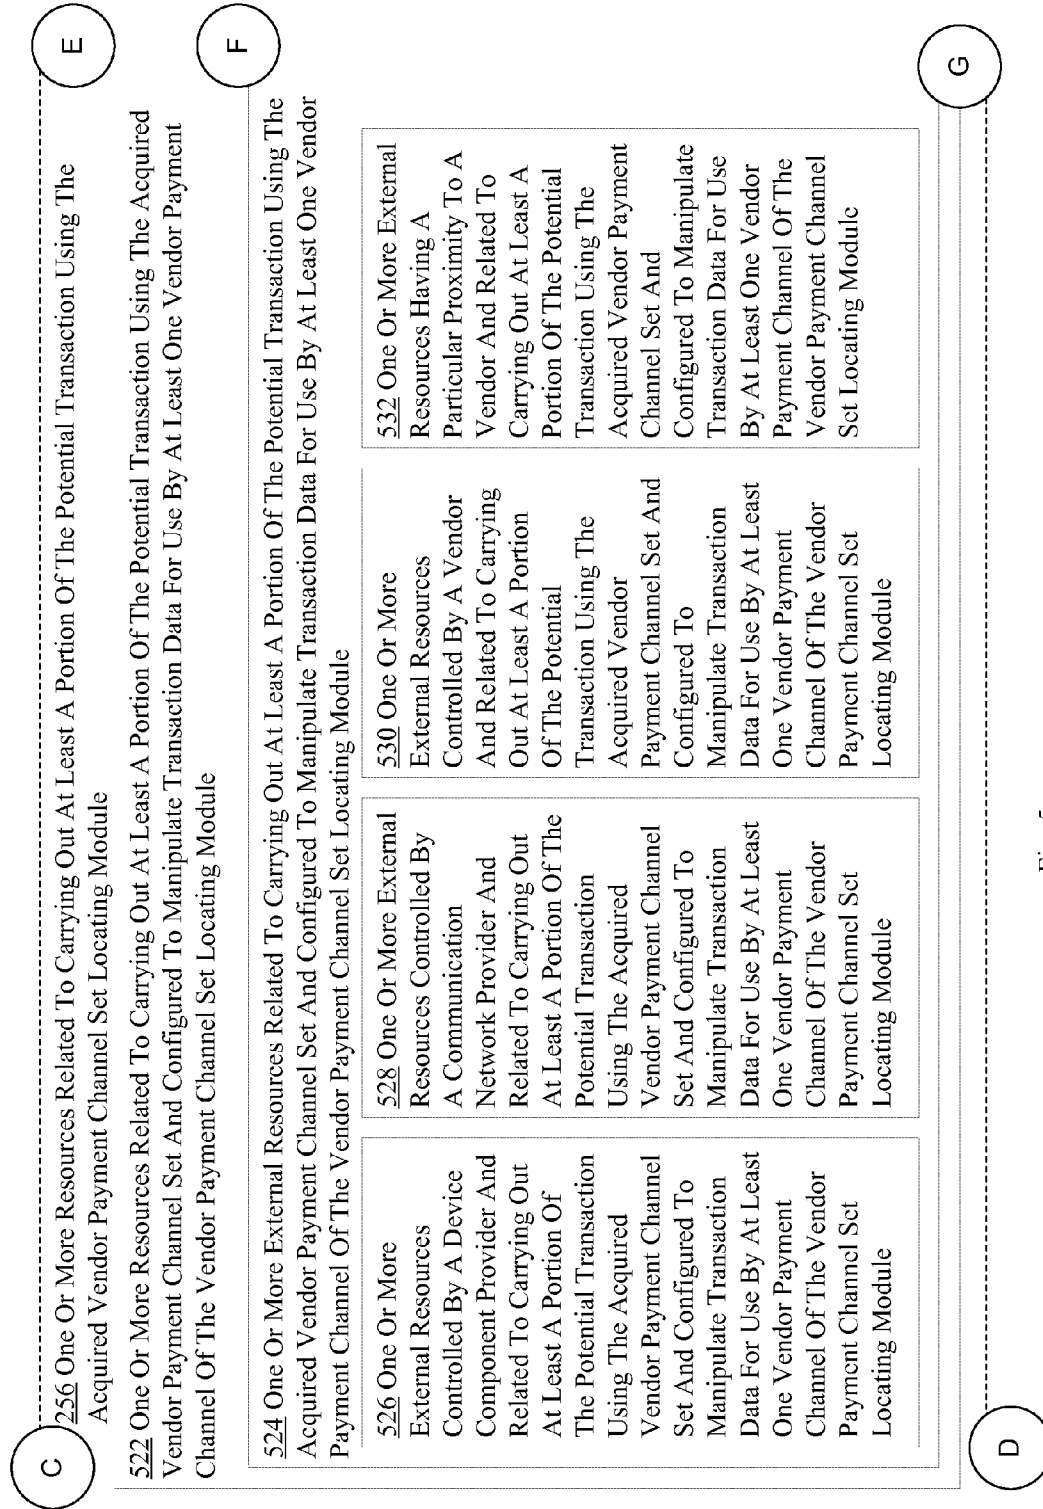 C
E
256 One Or More Resources Related To Carrying Out At Least A Portion Of The Potential Transaction Using The
Acquired Vendor Payment Channel Set Locating Module
522 One Or More Resources Related To Carrying Out At Least A Portion Of The Potential Transaction Using The Acquired
Vendor Payment Channel Set And Configured To Manipulate Transaction Data For Use By At Least One Vendor Payment
Channel Of The Vendor Payment Channel Set Locating Module
F
524 One Or More External Resources Related To Carrying Out At Least A Portion Of The Potential Transaction Using The
Acquired Vendor Payment Channel Set And Configured To Manipulate Transaction Data For Use By At Least One Vendor
Payment Channel Of The Vendor Payment Channel Set Locating Module
526 One Or More
External Resources
Controlled By A Device
Component Provider And
Related To Carrying Out
At Least A Portion Of
The Potential Transaction
Using The Acquired
Vendor Payment Channel
Set And Configured To
Manipulate Transaction
Data For Use By At Least
One Vendor Payment
Channel Of The Vendor
Payment Channel Set
Locating Module
528 One Or More External
Resources Controlled By
A Communication
Network Provider And
Related To Carrying Out
At Least A Portion Of The
Potential Transaction
Using The Acquired
Vendor Payment Channel
Set And Configured To
Manipulate Transaction
Data For Use By At Least
One Vendor Payment
Channel Of The Vendor
Payment Channel Set
Locating Module
530 One Or More
External Resources
Controlled By A Vendor
And Related To Carrying
Out At Least A Portion
Of The Potential
Transaction Using The
Acquired Vendor
Payment Channel Set And
Configured To
Manipulate Transaction
Data For Use By At Least
One Vendor Payment
Channel Of The Vendor
Payment Channel Set
Locating Module
532 One Or More External
Resources Having A
Particular Proximity To A
Vendor And Related To
Carrying Out At Least A
Portion Of The Potential
Transaction Using The
Acquired Vendor Payment
Channel Set And
Configured To Manipulate
Transaction Data For Use
By At Least One Vendor
Payment Channel Of The
Vendor Payment Channel
Set Locating Module
D
G